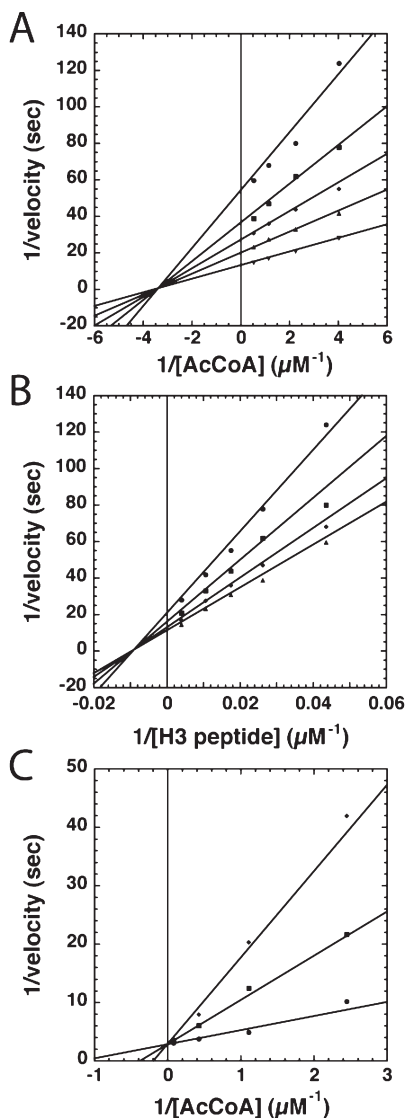 A
140
120
100
80
60
40
20
0
-20
-6 -4 -2 0 2 4 6
1/velocity (sec)
1/[AcCoA] (µM⁻¹)
B
140
120
100
80
60
40
20
0
-20
-0.02 0 0.02 0.04 0.06
1/velocity (sec)
1/[H3 peptide] (µM⁻¹)
C
50
40
30
20
10
0
-1 0 1 2 3
1/velocity (sec)
1/[AcCoA] (µM⁻¹)